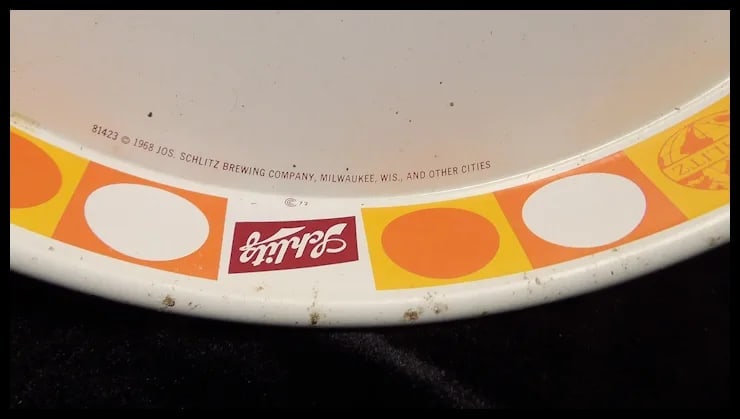 81423 © 1968 JOS. SCHLITZ BREWING COMPANY, MILWAUKEE, WIS., AND OTHER CITIES
Schlitz